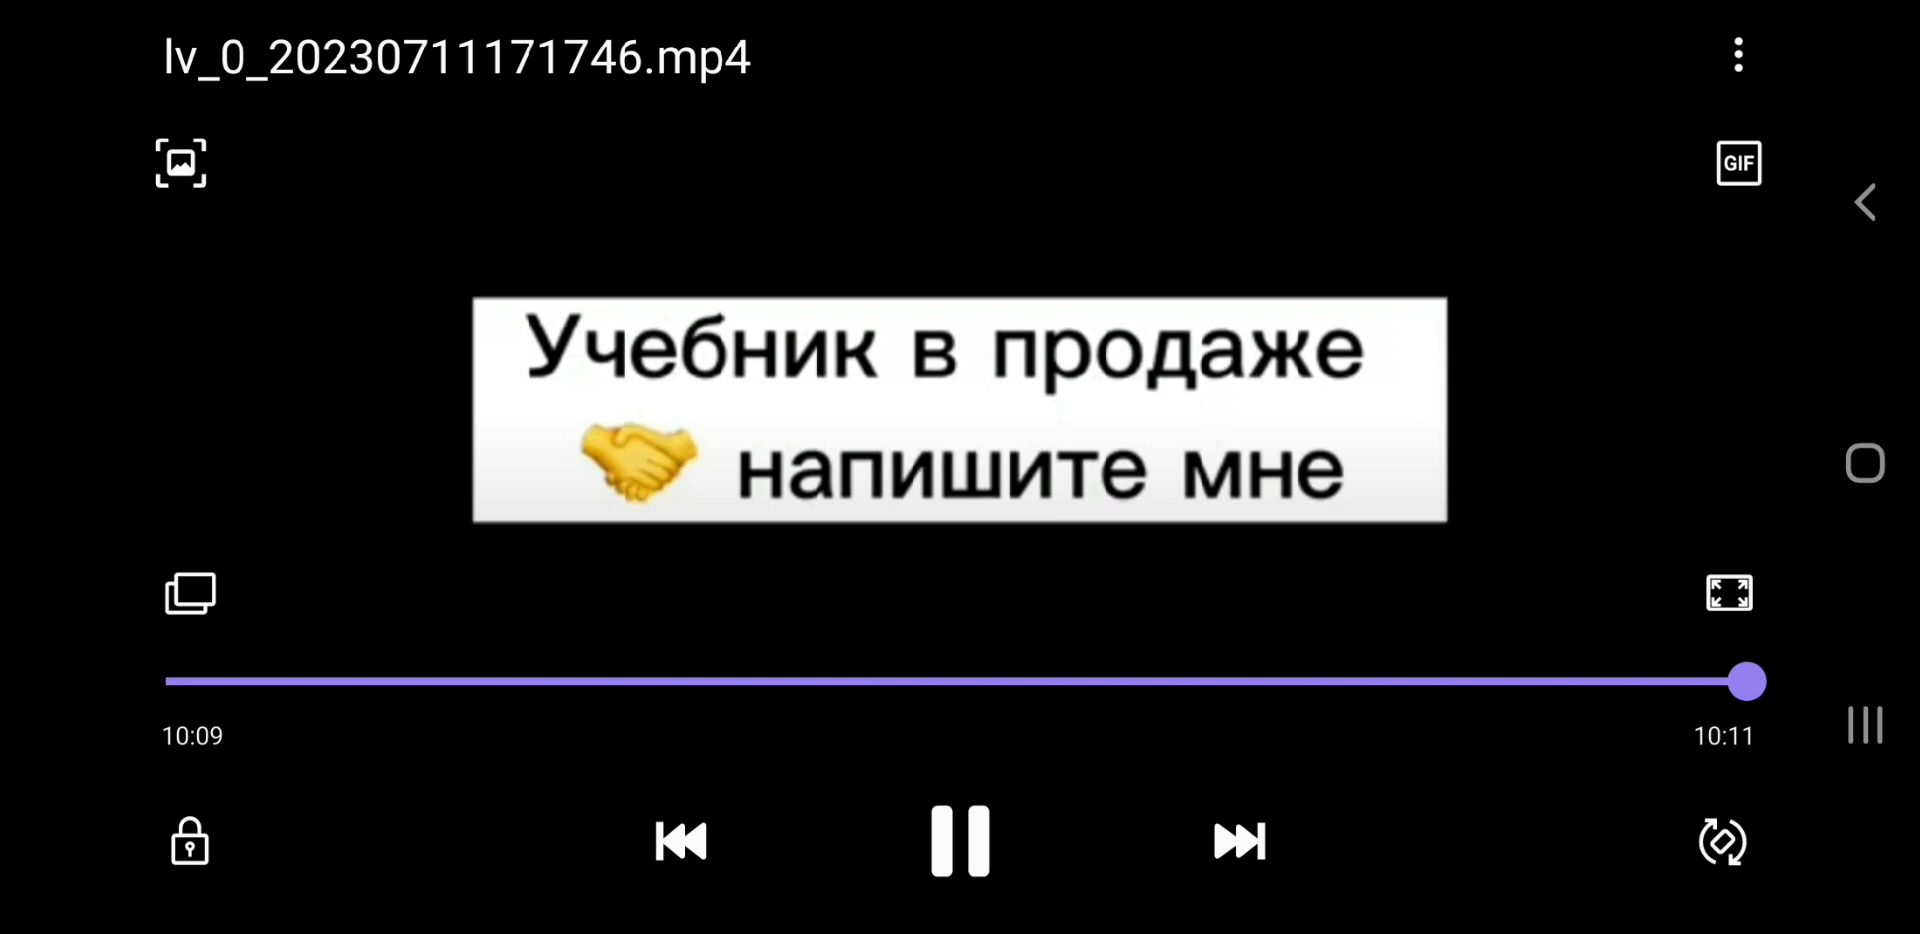 lv_0_20230711171746.mp4
GIF
Учебник в продаже
🤝 напишите мне
10:09
10:11